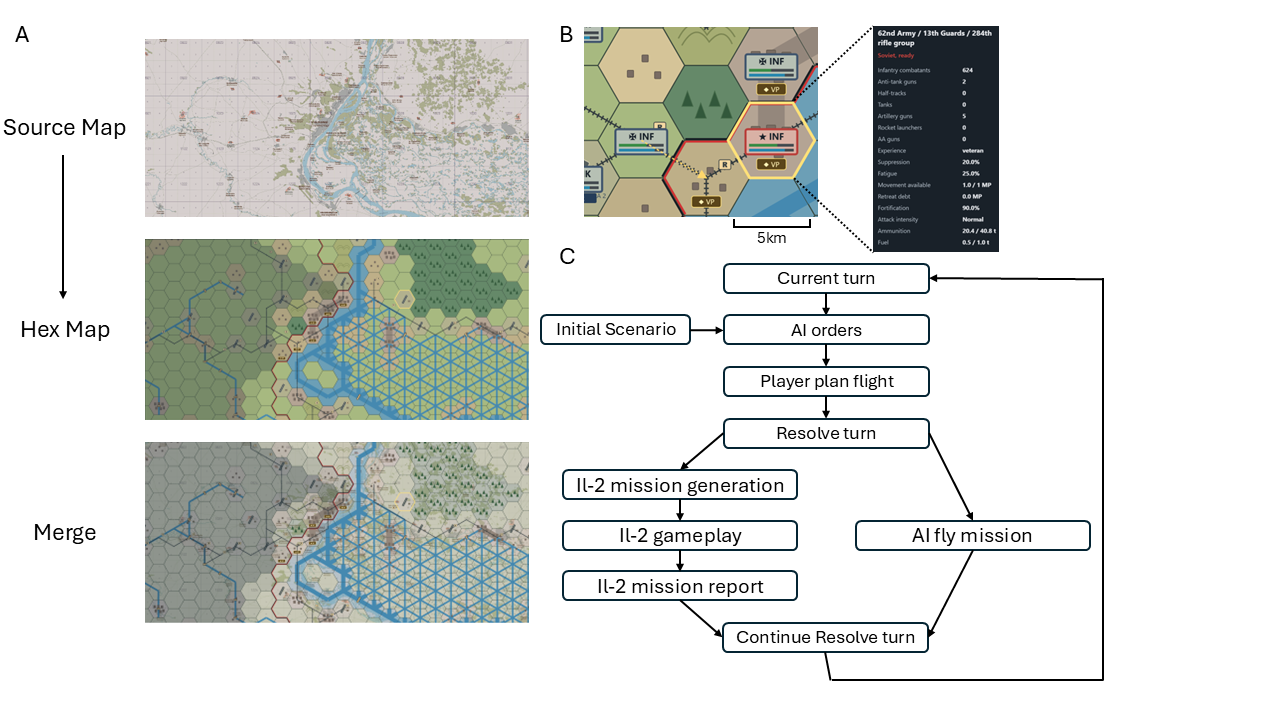 A
Source Map
Hex Map
Merge
B
INF
VP
INF
R
INF
VP
R
VP
K
5km
62nd Army / 13th Guards / 284th
rifle group
Soviet, ready
Infantry combatants 624
Anti-tank guns 2
Half-tracks 0
Tanks 0
Artillery guns 5
Rocket launchers 0
AA guns 0
Experience veteran
Suppression 20.0%
Fatigue 25.0%
Movement available 1.0 / 1 MP
Retreat debt 0.0 MP
Fortification 90.0%
Attack intensity Normal
Ammunition 20.4 / 40.8 t
Fuel 0.5 / 1.0 t
C
Current turn
Initial Scenario
AI orders
Player plan flight
Resolve turn
Il-2 mission generation
Il-2 gameplay
AI fly mission
Il-2 mission report
Continue Resolve turn